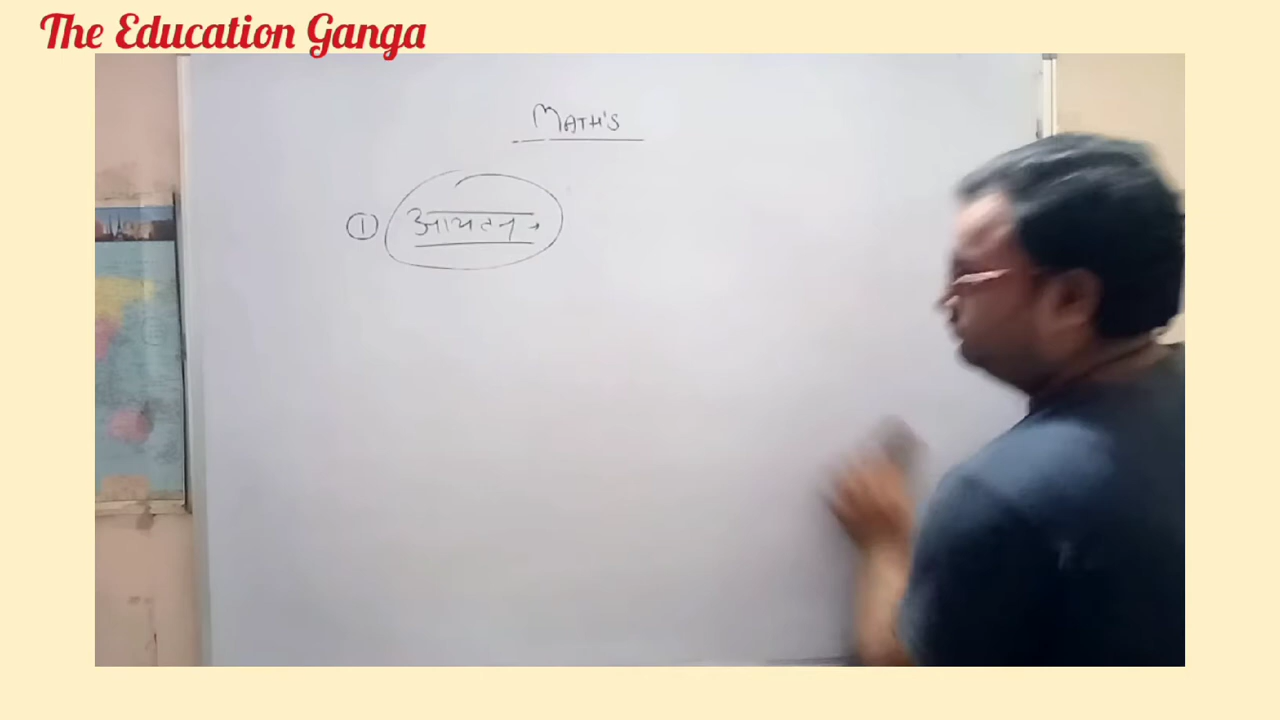 The Education Ganga
MATH'S
① आयतन →